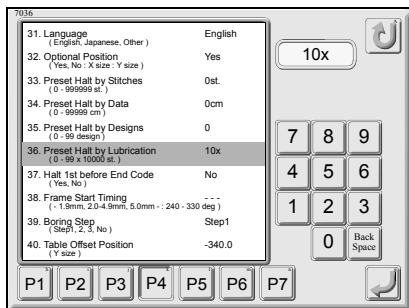 7036
31. Language English
( English, Japanese, Other )
32. Optional Position Yes
( Yes, No : X size : Y size )
33. Preset Halt by Stitches 0st.
( 0 - 999999 st. )
34. Preset Halt by Data 0cm
( 0 - 99999 cm )
35. Preset Halt by Designs 0
( 0 - 99 design )
36. Preset Halt by Lubrication 10x
( 0 - 99 x 10000 st. )
37. Halt 1st before End Code No
( Yes, No )
38. Frame Start Timing - - -
( - 1.9mm, 2.0-4.9mm, 5.0mm - : 240 - 330 deg )
39. Boring Step Step1
( Step1, 2, 3, No )
40. Table Offset Position -340.0
( Y size )
10x
7 8 9
4 5 6
1 2 3
0 Back
Space
P1 P2 P3 P4 P5 P6 P7